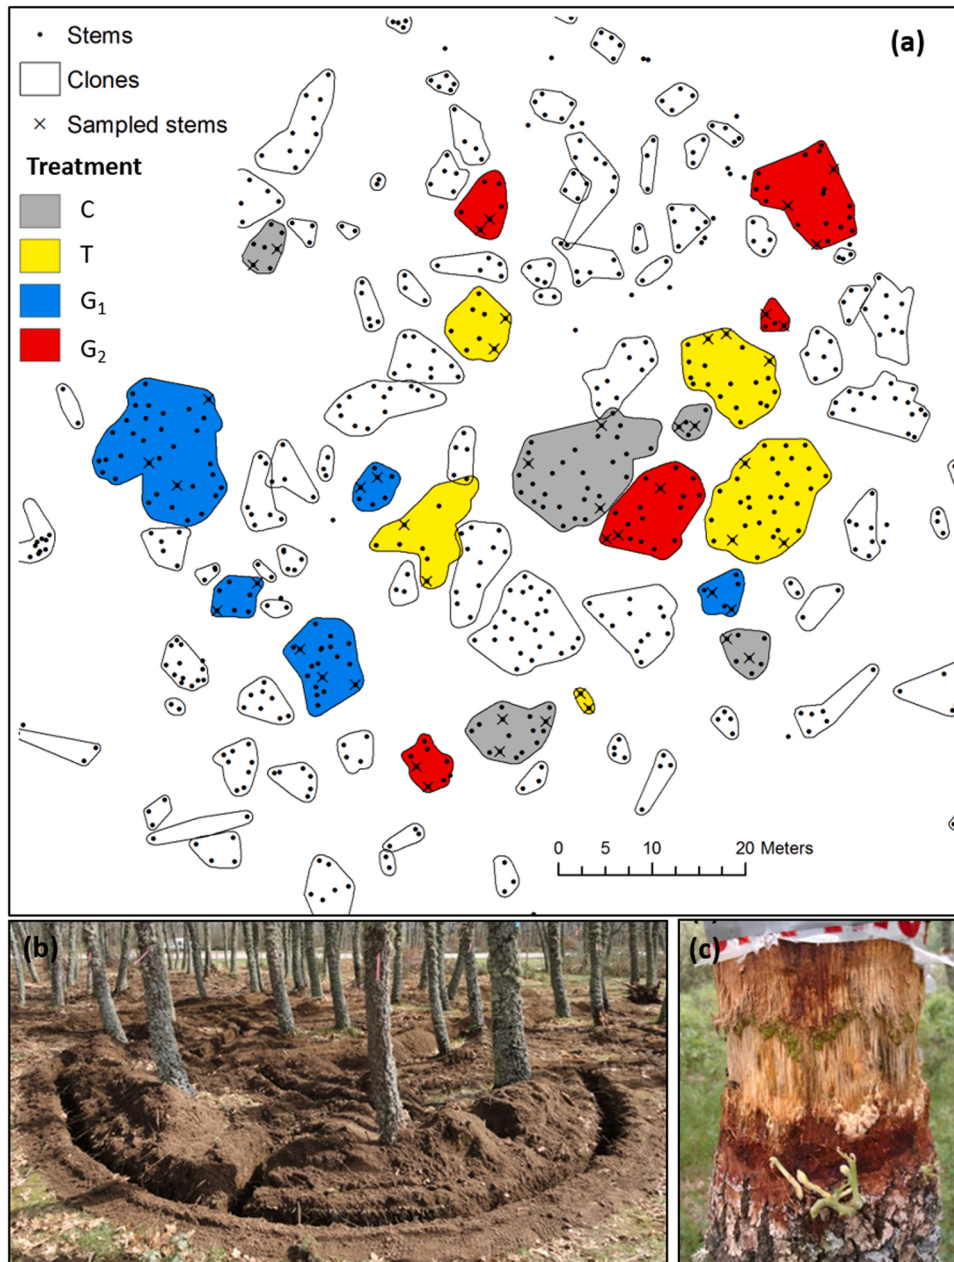 (a)
Stems
Clones
Sampled stems
Treatment
C
T
G₁
G₂
0 5 10 20 Meters
(b)
(c)